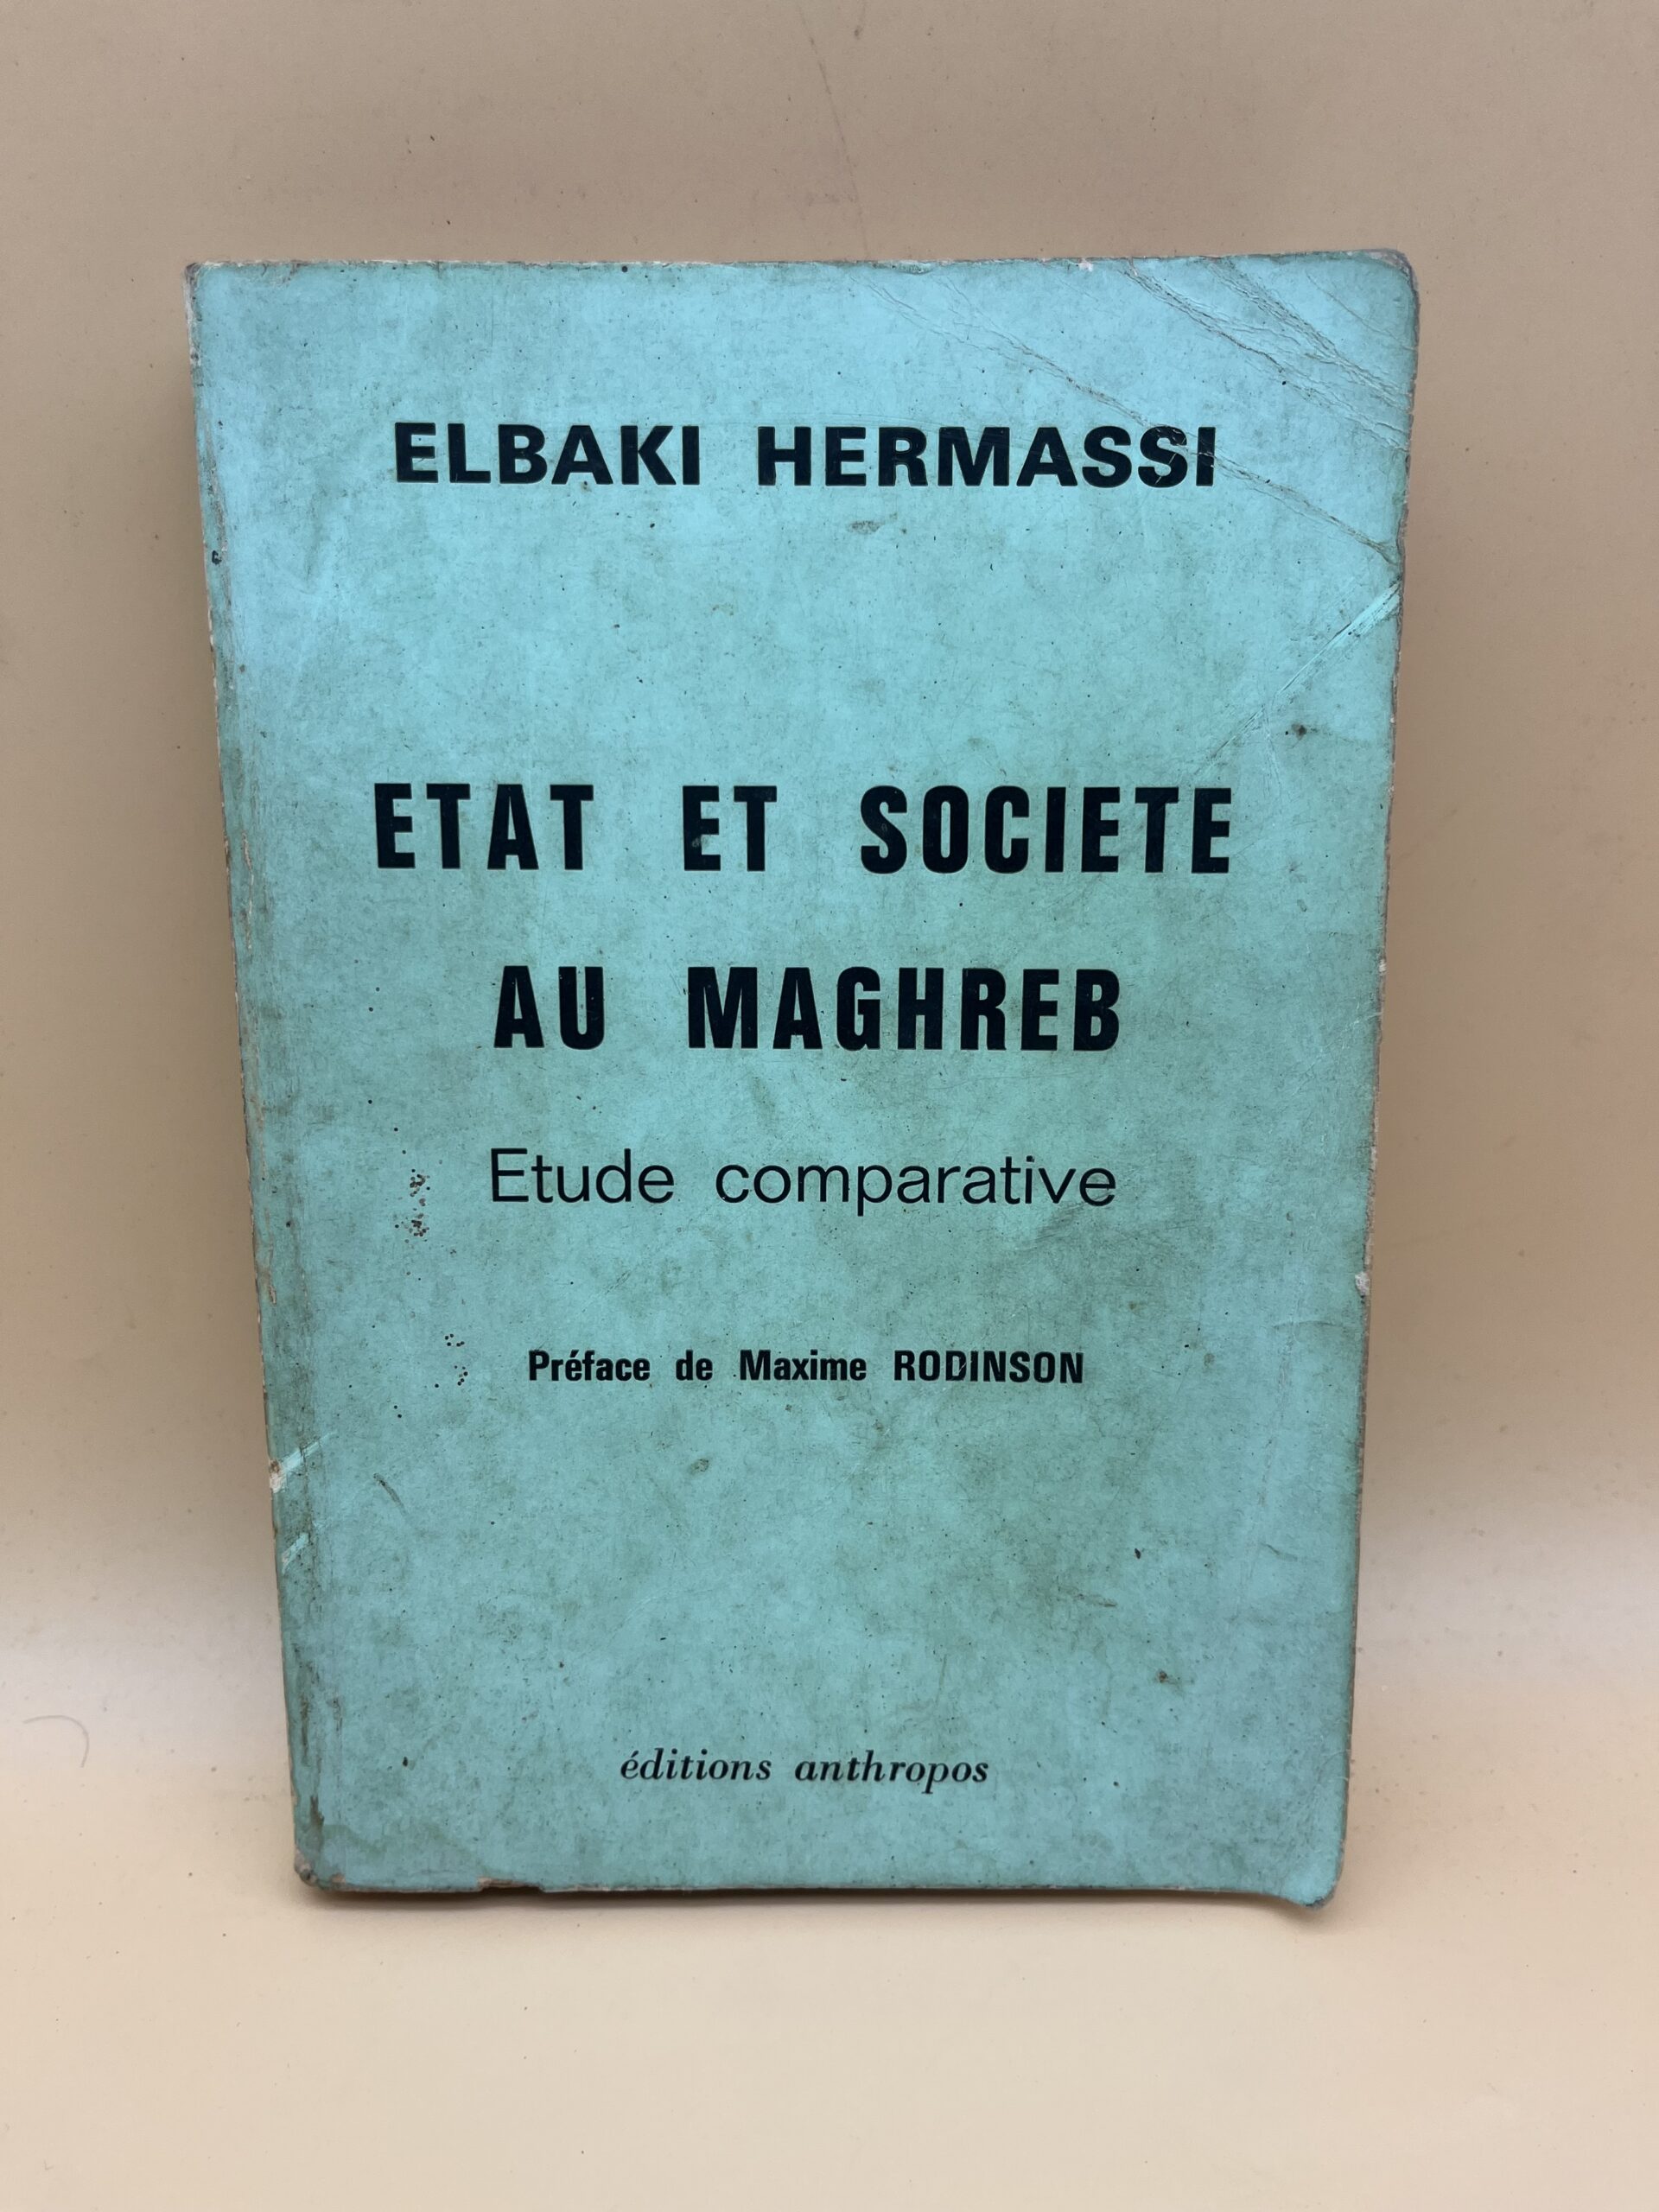 ELBAKI HERMASSI
ETAT ET SOCIETE
AU MAGHREB
Etude comparative
Préface de Maxime RODINSON
éditions anthropos